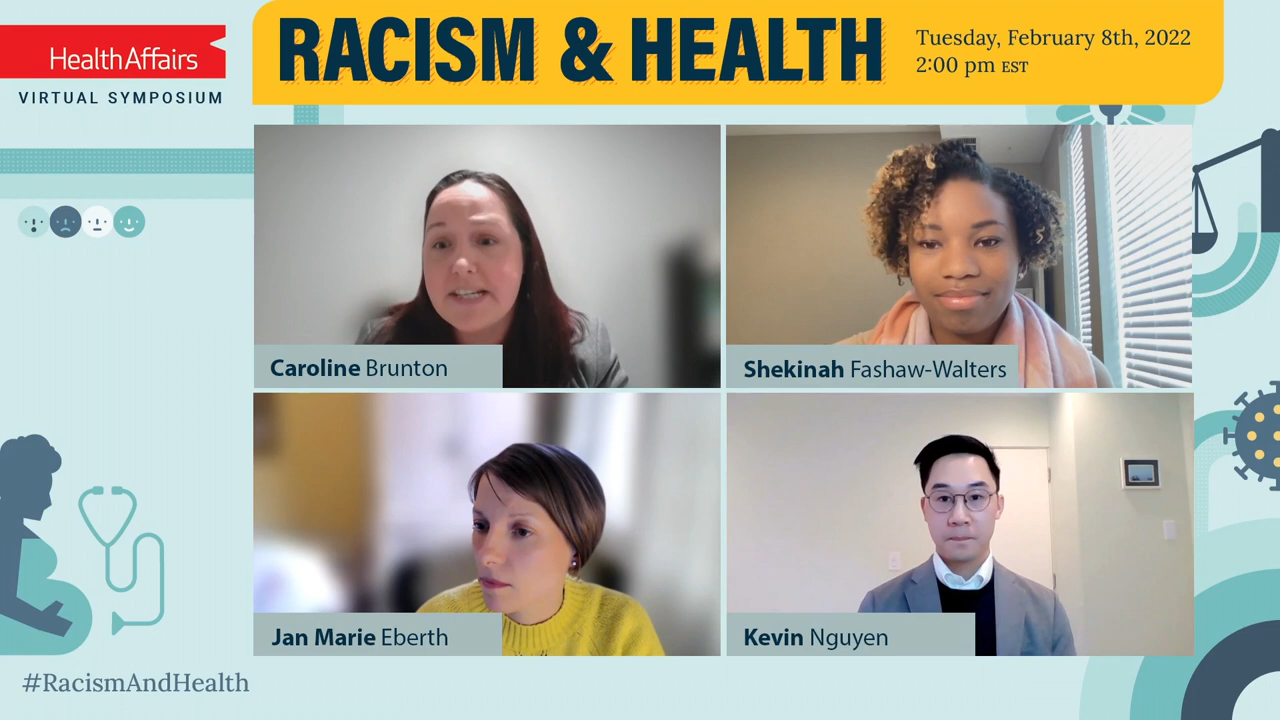 HealthAffairs
VIRTUAL SYMPOSIUM
RACISM & HEALTH
Tuesday, February 8th, 2022
2:00 pm EST
Caroline Brunton
Shekinah Fashaw-Walters
Jan Marie Eberth
Kevin Nguyen
#RacismAndHealth